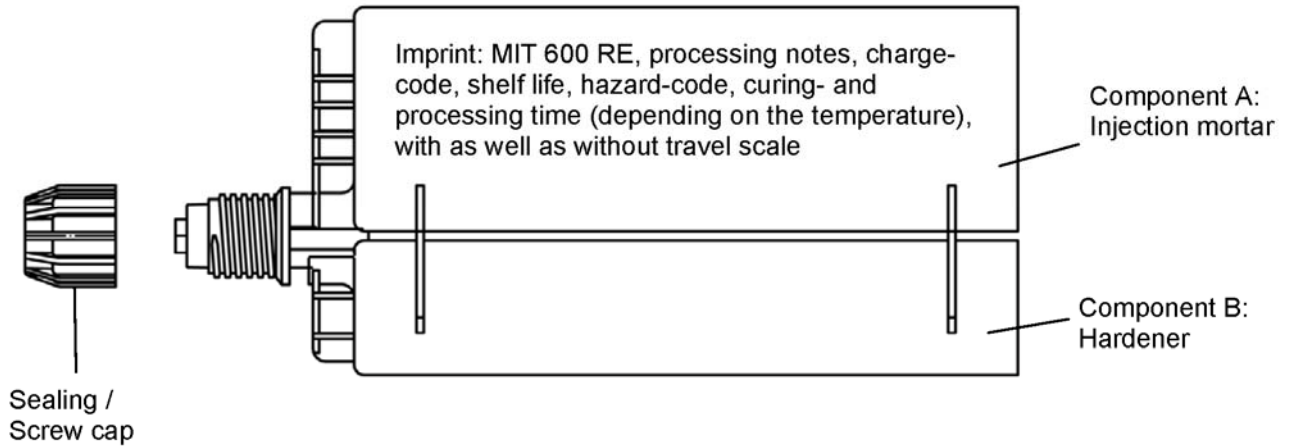 Imprint: MIT 600 RE, processing notes, charge-
code, shelf life, hazard-code, curing- and
processing time (depending on the temperature),
with as well as without travel scale
Component A:
Injection mortar
Component B:
Hardener
Sealing /
Screw cap